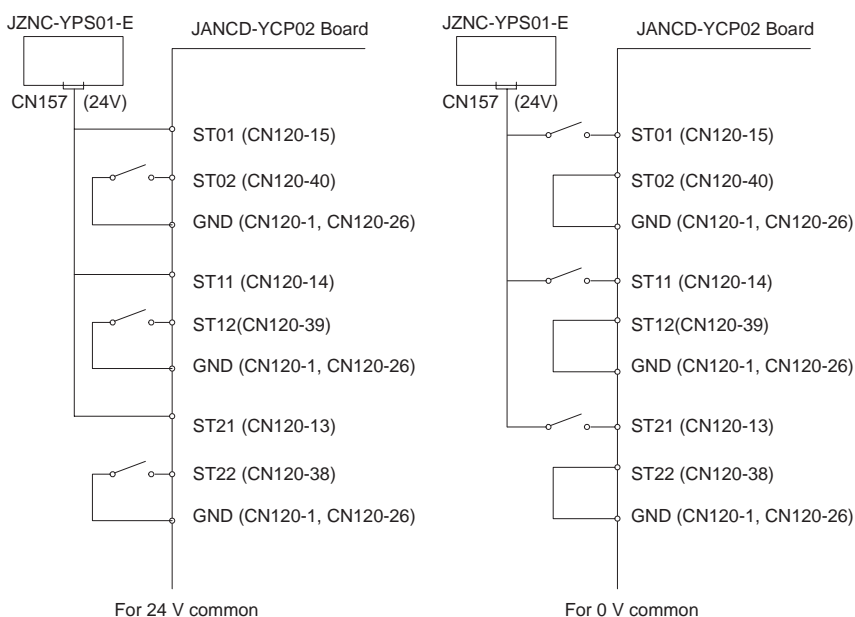 JZNC-YPS01-E
JANCD-YCP02 Board
CN157 (24V)
ST01 (CN120-15)
ST02 (CN120-40)
GND (CN120-1, CN120-26)
ST11 (CN120-14)
ST12(CN120-39)
GND (CN120-1, CN120-26)
ST21 (CN120-13)
ST22 (CN120-38)
GND (CN120-1, CN120-26)
For 24 V common
JZNC-YPS01-E
JANCD-YCP02 Board
CN157 (24V)
ST01 (CN120-15)
ST02 (CN120-40)
GND (CN120-1, CN120-26)
ST11 (CN120-14)
ST12(CN120-39)
GND (CN120-1, CN120-26)
ST21 (CN120-13)
ST22 (CN120-38)
GND (CN120-1, CN120-26)
For 0 V common